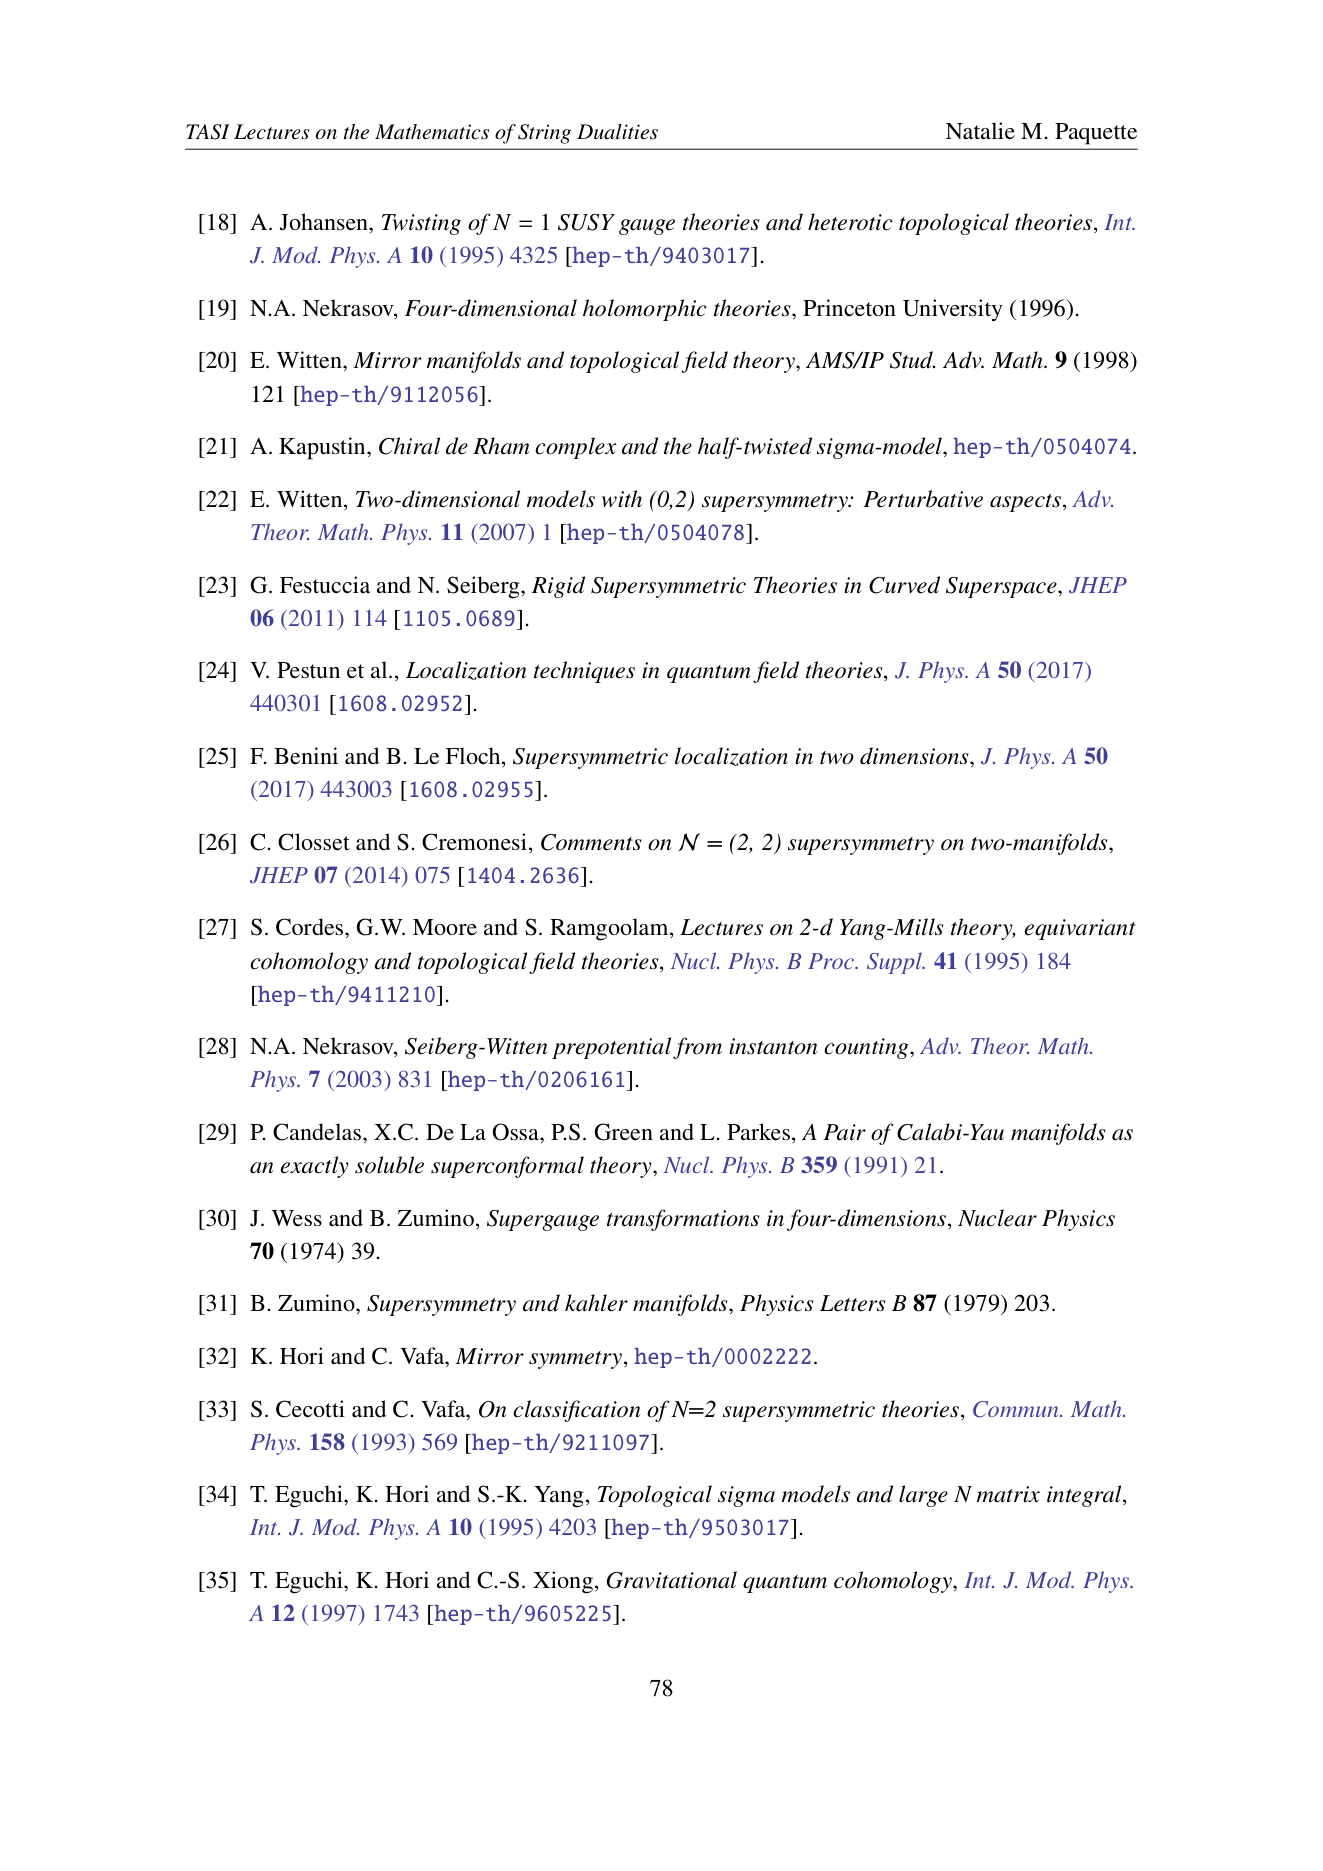 TASI Lectures on the Mathematics of String Dualities Natalie M. Paquette
[18] A. Johansen, Twisting of N = 1 SUSY gauge theories and heterotic topological theories, Int.
J. Mod. Phys. A 10 (1995) 4325 [hep-th/9403017].
[19] N.A. Nekrasov, Four-dimensional holomorphic theories, Princeton University (1996).
[20] E. Witten, Mirror manifolds and topological field theory, AMS/IP Stud. Adv. Math. 9 (1998)
121 [hep-th/9112056].
[21] A. Kapustin, Chiral de Rham complex and the half-twisted sigma-model, hep-th/0504074.
[22] E. Witten, Two-dimensional models with (0,2) supersymmetry: Perturbative aspects, Adv.
Theor. Math. Phys. 11 (2007) 1 [hep-th/0504078].
[23] G. Festuccia and N. Seiberg, Rigid Supersymmetric Theories in Curved Superspace, JHEP
06 (2011) 114 [1105.0689].
[24] V. Pestun et al., Localization techniques in quantum field theories, J. Phys. A 50 (2017)
440301 [1608.02952].
[25] F. Benini and B. Le Floch, Supersymmetric localization in two dimensions, J. Phys. A 50
(2017) 443003 [1608.02955].
[26] C. Closset and S. Cremonesi, Comments on N = (2, 2) supersymmetry on two-manifolds,
JHEP 07 (2014) 075 [1404.2636].
[27] S. Cordes, G.W. Moore and S. Ramgoolam, Lectures on 2-d Yang-Mills theory, equivariant
cohomology and topological field theories, Nucl. Phys. B Proc. Suppl. 41 (1995) 184
[hep-th/9411210].
[28] N.A. Nekrasov, Seiberg-Witten prepotential from instanton counting, Adv. Theor. Math.
Phys. 7 (2003) 831 [hep-th/0206161].
[29] P. Candelas, X.C. De La Ossa, P.S. Green and L. Parkes, A Pair of Calabi-Yau manifolds as
an exactly soluble superconformal theory, Nucl. Phys. B 359 (1991) 21.
[30] J. Wess and B. Zumino, Supergauge transformations in four-dimensions, Nuclear Physics
70 (1974) 39.
[31] B. Zumino, Supersymmetry and kahler manifolds, Physics Letters B 87 (1979) 203.
[32] K. Hori and C. Vafa, Mirror symmetry, hep-th/0002222.
[33] S. Cecotti and C. Vafa, On classification of N=2 supersymmetric theories, Commun. Math.
Phys. 158 (1993) 569 [hep-th/9211097].
[34] T. Eguchi, K. Hori and S.-K. Yang, Topological sigma models and large N matrix integral,
Int. J. Mod. Phys. A 10 (1995) 4203 [hep-th/9503017].
[35] T. Eguchi, K. Hori and C.-S. Xiong, Gravitational quantum cohomology, Int. J. Mod. Phys.
A 12 (1997) 1743 [hep-th/9605225].
78